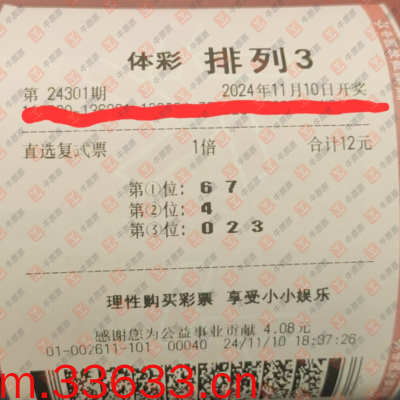 体彩 排列3
第 24301期 2024年11月10日开奖
直选复式票 1倍 合计12元
第①位: 6 7
第②位: 4
第③位: 0 2 3
理性购买彩票 享受小小娱乐
感谢您为公益事业贡献 4.08元
01-002611-101 00040 24/11/10 18:37:26
m.33633.cn